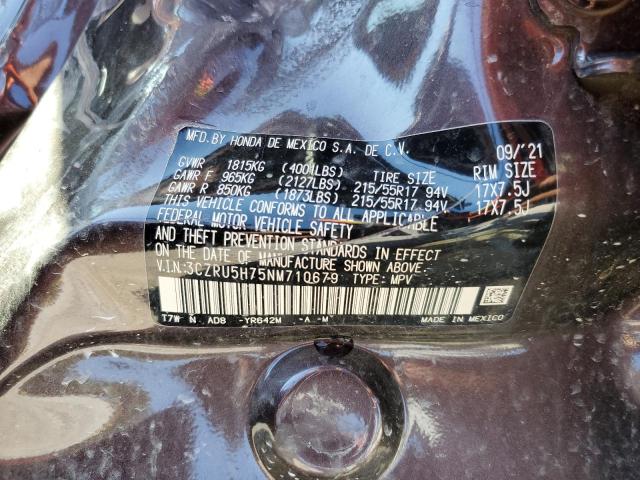 MFD. BY HONDA DE MEXICO S.A. DE C.V. 09/'21
GVWR 1815KG (4001LBS) TIRE SIZE RIM SIZE
GAWR F 965KG (2127LBS) 215/55R17 94V 17X7.5J
GAWR R 850KG (1873LBS) 215/55R17 94V 17X7.5J
THIS VEHICLE CONFORMS TO ALL APPLICABLE
FEDERAL MOTOR VEHICLE SAFETY
AND THEFT PREVENTION STANDARDS IN EFFECT
ON THE DATE OF MANUFACTURE SHOWN ABOVE.
V.I.N:3CZRU5H75NM710679 TYPE: MPV
T7W N AD8 -YR642M -A -M MADE IN MEXICO